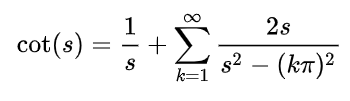 cot(s) = 1/s + ∑_{k=1}^{∞} 2s/(s² − (kπ)²)